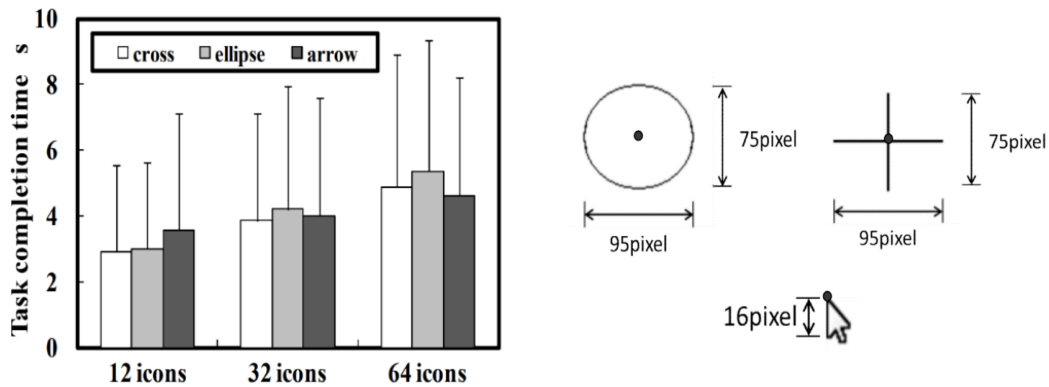 Task completion time s
10
8
6
4
2
0
cross ellipse arrow
12 icons 32 icons 64 icons
75pixel
95pixel
75pixel
95pixel
16pixel